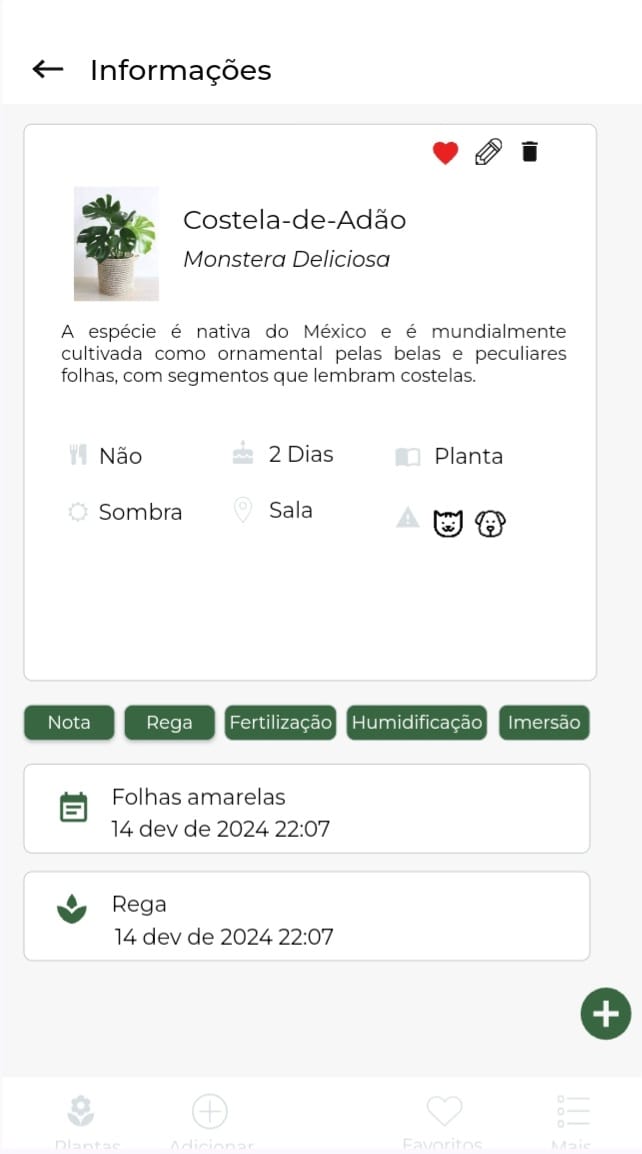 Informações
Costela-de-Adão
Monstera Deliciosa
A espécie é nativa do México e é mundialmente
cultivada como ornamental pelas belas e peculiares
folhas, com segmentos que lembram costelas.
Não
2 Dias
Planta
Sombra
Sala
Nota
Rega
Fertilização
Humidificação
Imersão
Folhas amarelas
14 dev de 2024 22:07
Rega
14 dev de 2024 22:07
Plantas
Adicionar
Favoritos
Mais